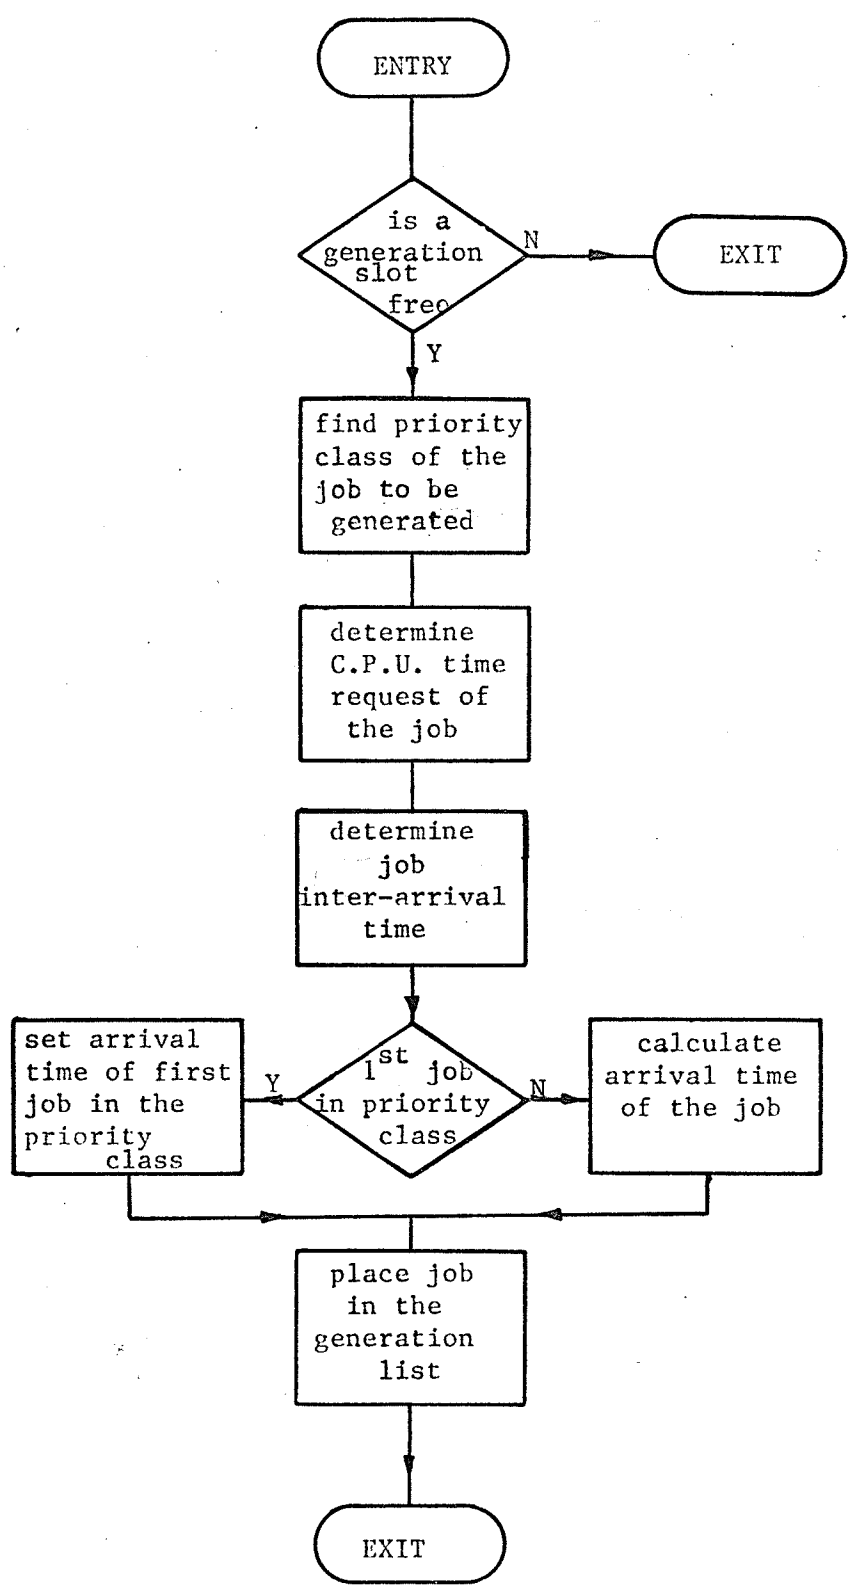 ENTRY
is a
generation
slot
free
N
EXIT
Y
find priority
class of the
job to be
generated
determine
C.P.U. time
request of
the job
determine
job
inter-arrival
time
set arrival
time of first
job in the
priority
class
Y
1st job
in priority
class
N
calculate
arrival time
of the job
place job
in the
generation
list
EXIT